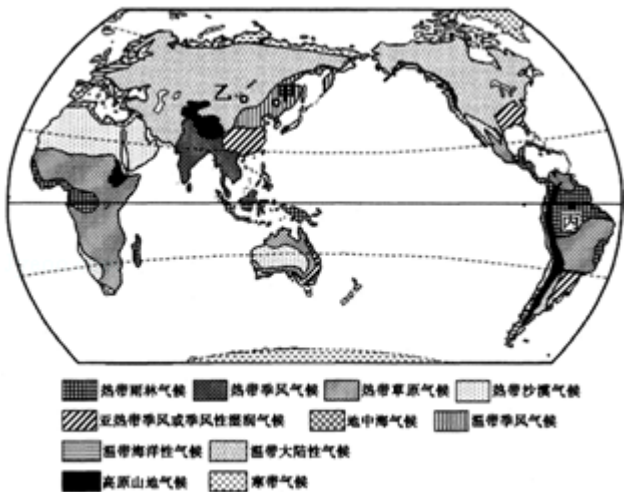 乙
甲
丙
热带雨林气候 热带季风气候 热带草原气候 热带沙漠气候
亚热带季风或季风性湿润气候 地中海气候 温带季风气候
温带海洋性气候 温带大陆性气候
高原山地气候 寒带气候